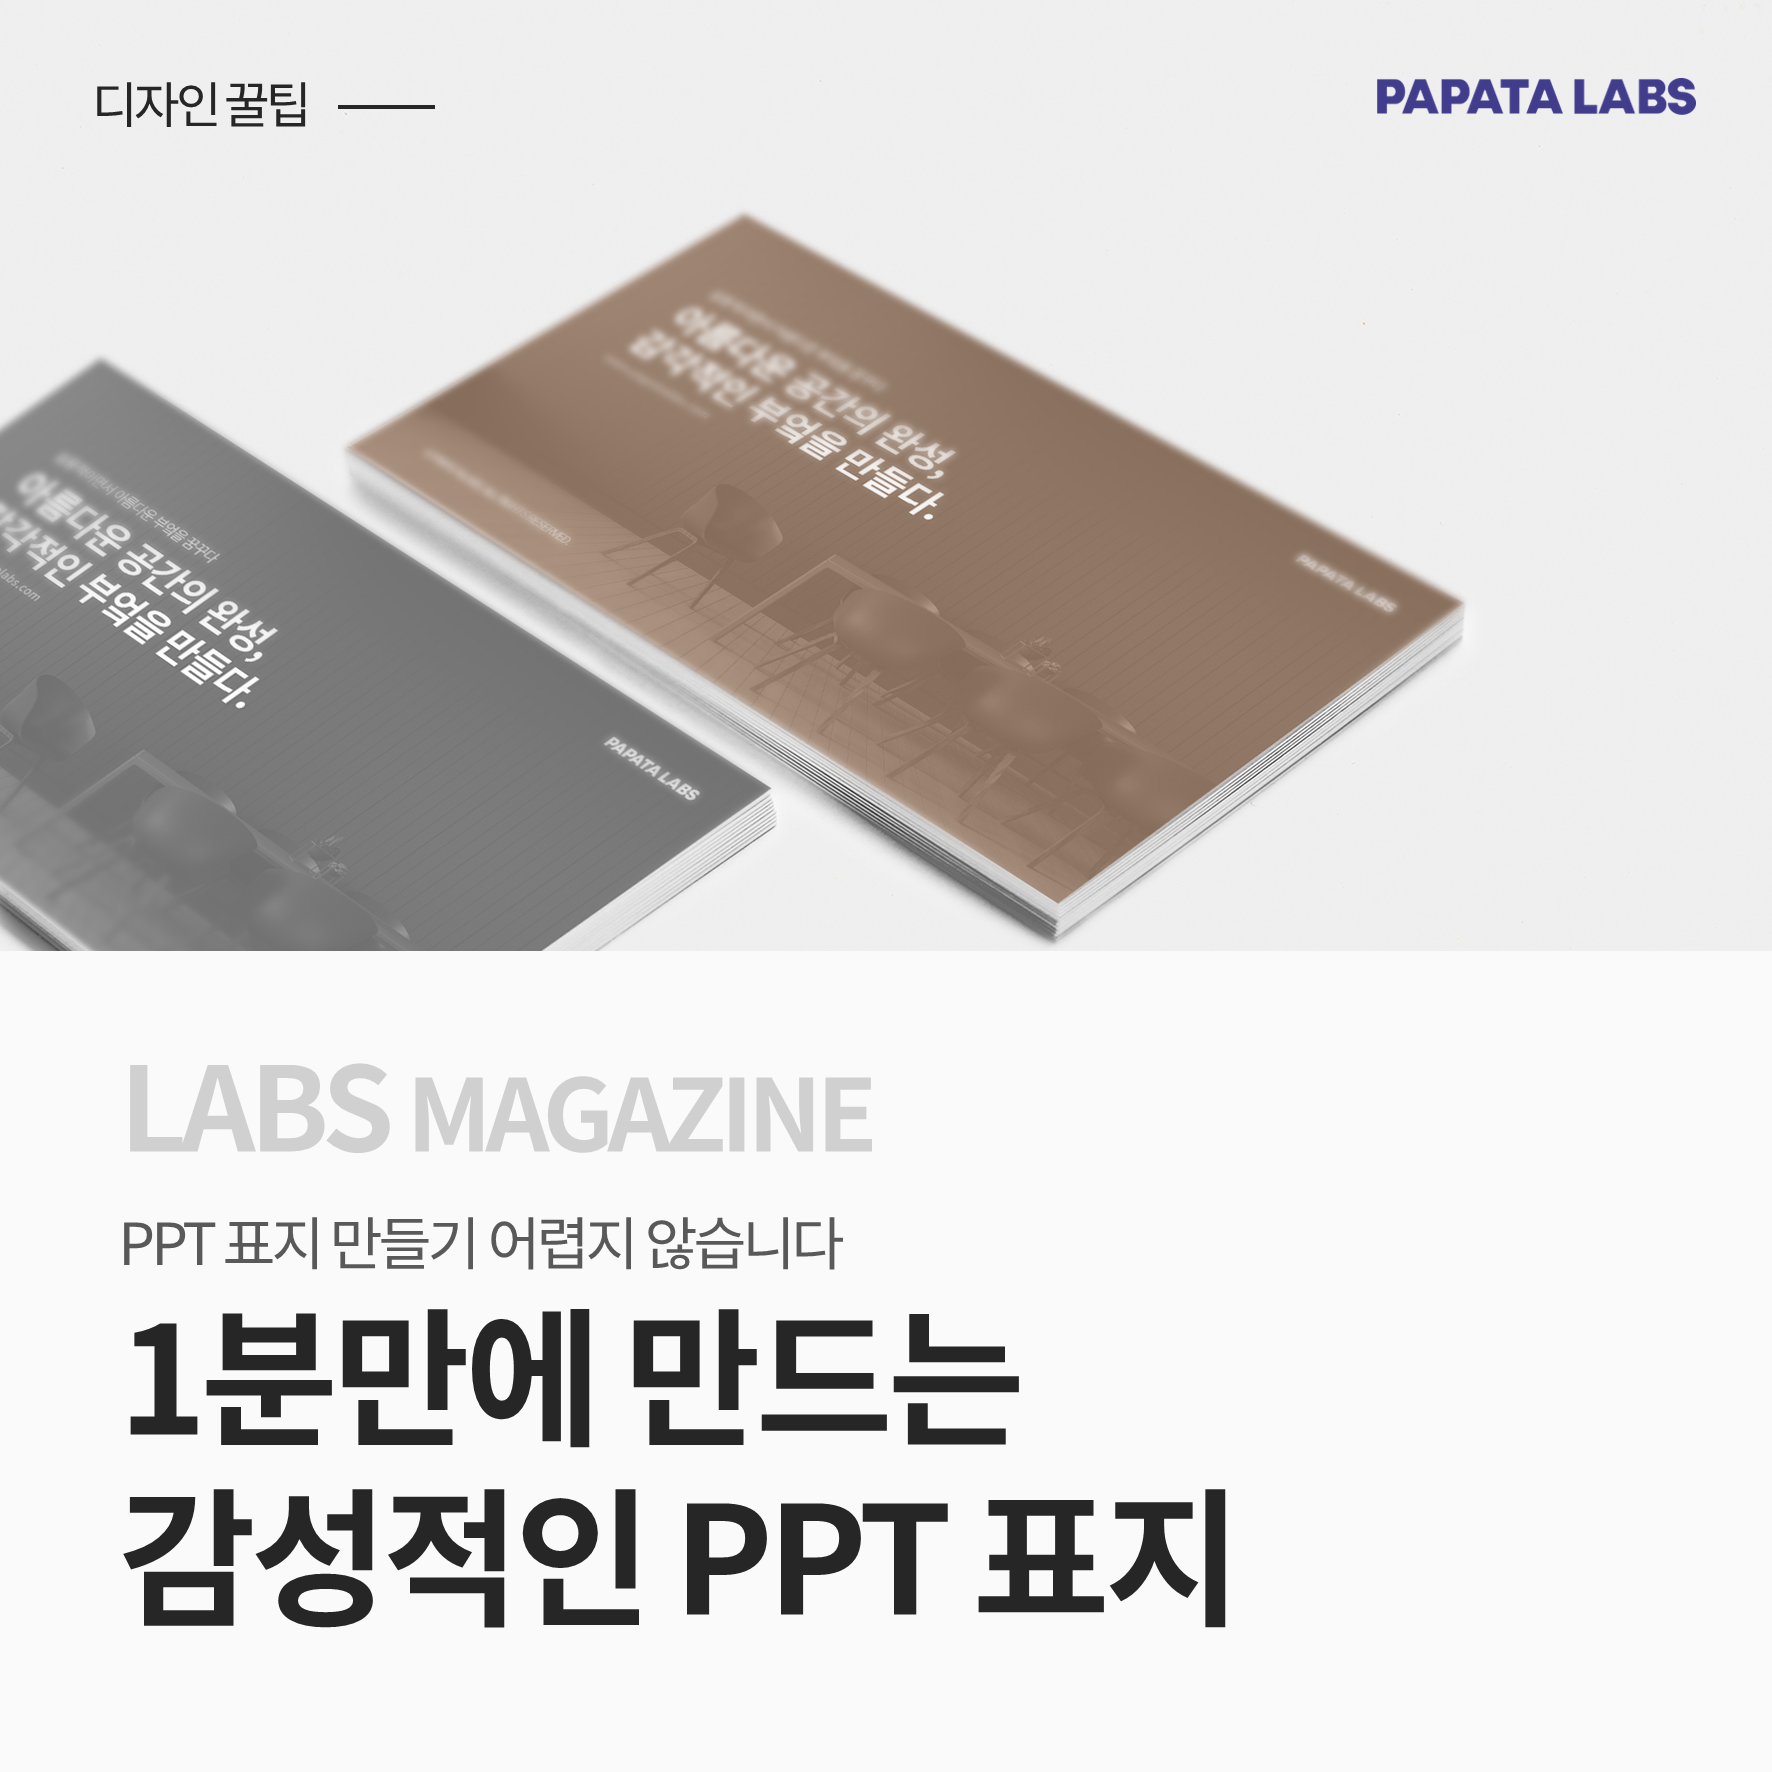 디자인 꿀팁
PAPATA LABS
아름다운 공간의 완성,
감각적인 부엌을 만들다.
RESERVED.
PAPATA LABS
아름다운 부엌을 꿈꾸다
아름다운 공간의 완성,
감각적인 부엌을 만들다.
labs.com
PAPATA LABS
LABS MAGAZINE
PPT 표지 만들기 어렵지 않습니다
1분만에 만드는
감성적인 PPT 표지